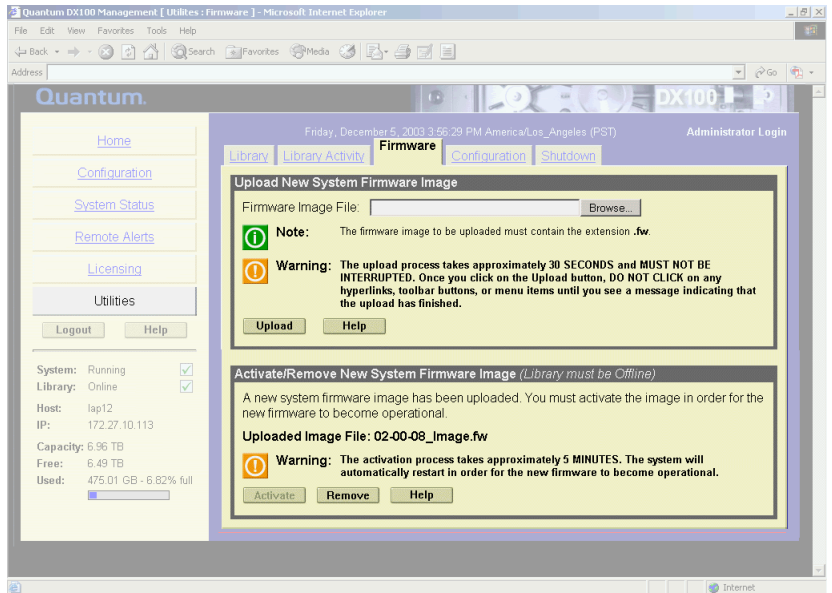 Quantum DX100 Management [ Utilites : Firmware ] - Microsoft Internet Explorer
File Edit View Favorites Tools Help
Back Search Favorites Media
Address Go
Quantum. DX100
Friday, December 5, 2003 3:56:29 PM America/Los_Angeles (PST) Administrator Login
Home
Configuration
System Status
Remote Alerts
Licensing
Utilities
Logout Help
System: Running
Library: Online
Host: lap12
IP: 172.27.10.113
Capacity: 6.96 TB
Free: 6.49 TB
Used: 475.01 GB - 6.82% full
Library Library Activity Firmware Configuration Shutdown
Upload New System Firmware Image
Firmware Image File: Browse...
Note: The firmware image to be uploaded must contain the extension .fw.
Warning: The upload process takes approximately 30 SECONDS and MUST NOT BE
INTERRUPTED. Once you click on the Upload button, DO NOT CLICK on any
hyperlinks, toolbar buttons, or menu items until you see a message indicating that
the upload has finished.
Upload Help
Activate/Remove New System Firmware Image (Library must be Offline)
A new system firmware image has been uploaded. You must activate the image in order for the
new firmware to become operational.
Uploaded Image File: 02-00-08_Image.fw
Warning: The activation process takes approximately 5 MINUTES. The system will
automatically restart in order for the new firmware to become operational.
Activate Remove Help
Internet